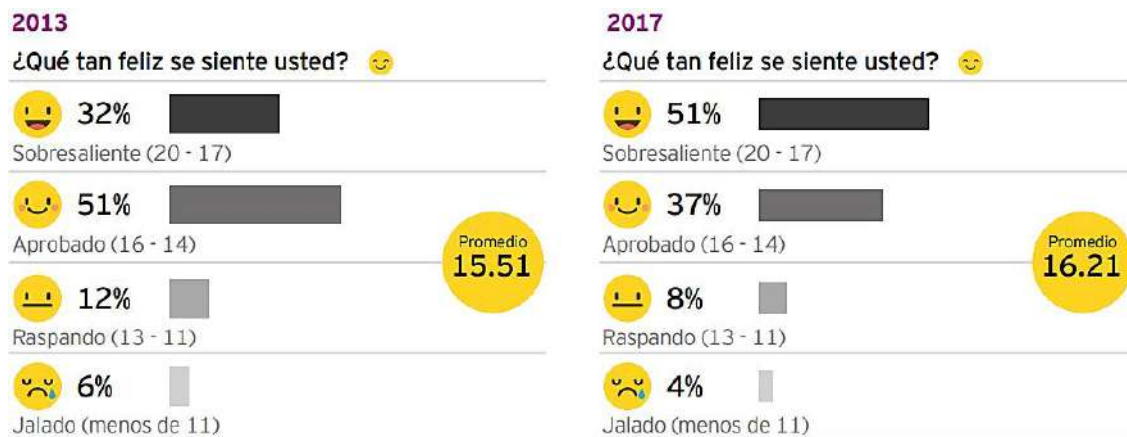 2013
¿Qué tan feliz se siente usted?
32%
Sobresaliente (20 - 17)
51%
Aprobado (16 - 14)
Promedio
15.51
12%
Raspando (13 - 11)
6%
Jalado (menos de 11)
2017
¿Qué tan feliz se siente usted?
51%
Sobresaliente (20 - 17)
37%
Aprobado (16 - 14)
Promedio
16.21
8%
Raspando (13 - 11)
4%
Jalado (menos de 11)